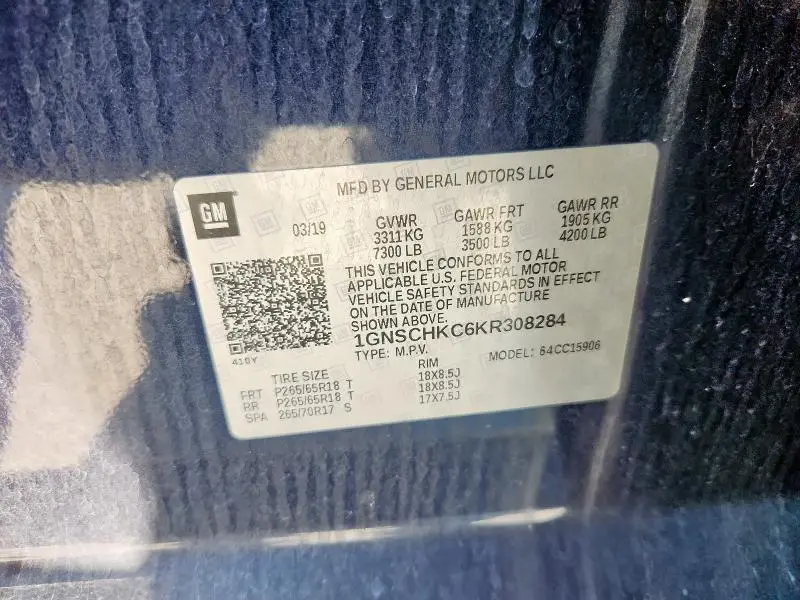 GM
MFD BY GENERAL MOTORS LLC
03/19 GVWR GAWR FRT GAWR RR
3311 KG 1588 KG 1905 KG
7300 LB 3500 LB 4200 LB
THIS VEHICLE CONFORMS TO ALL
APPLICABLE U.S. FEDERAL MOTOR
VEHICLE SAFETY STANDARDS IN EFFECT
ON THE DATE OF MANUFACTURE
SHOWN ABOVE.
1GNSCHKC6KR308284
410Y TYPE: M.P.V. MODEL: 64CC15906
TIRE SIZE RIM
FRT P265/65R18 T 18X8.5J
RR P265/65R18 T 18X8.5J
SPA 265/70R17 S 17X7.5J